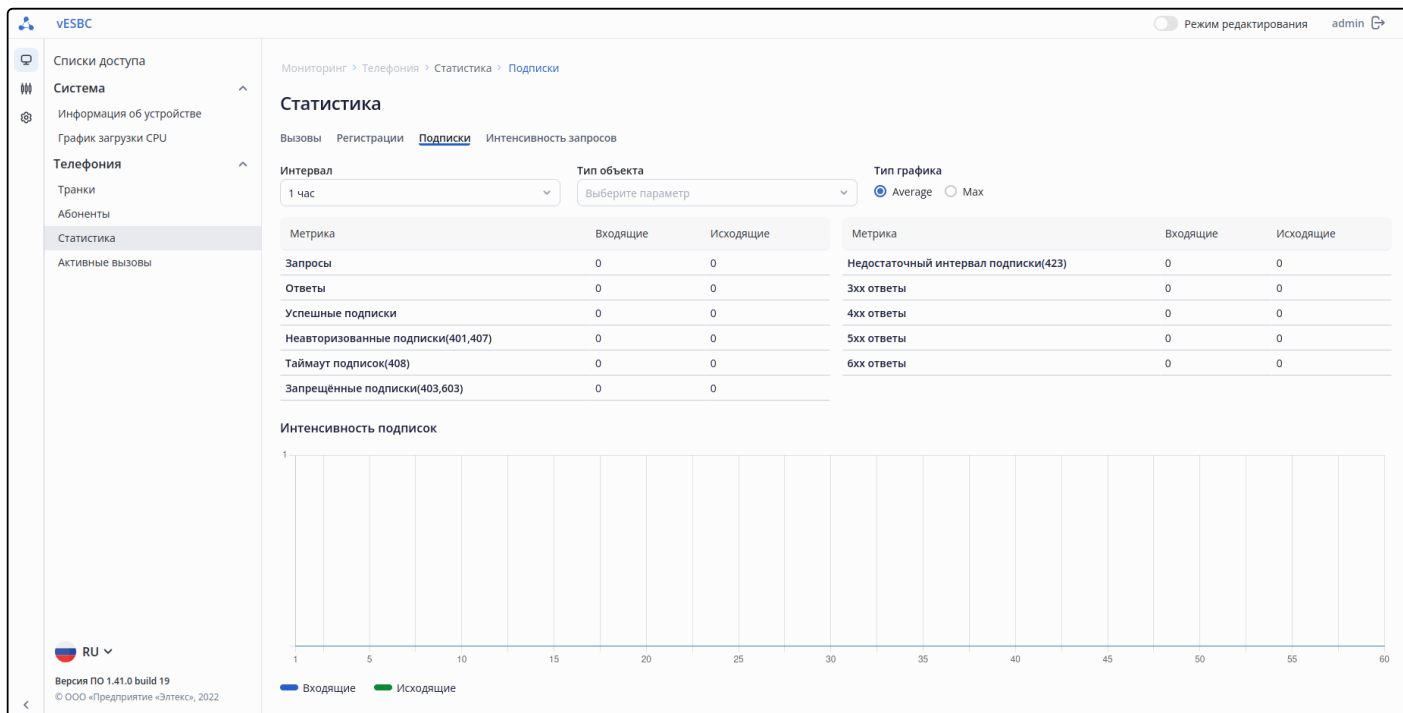 vESBC
Режим редактирования
admin
Списки доступа
Система
Информация об устройстве
График загрузки CPU
Телефония
Транки
Абоненты
Статистика
Активные вызовы
RU
Версия ПО 1.41.0 build 19
© ООО «Предприятие «Элтекс», 2022
Мониторинг > Телефония > Статистика > Подписки
Статистика
Вызовы Регистрации Подписки Интенсивность запросов
Интервал Тип объекта Тип графика
1 час Выберите параметр Average Max
Метрика Входящие Исходящие
Запросы 0 0
Ответы 0 0
Успешные подписки 0 0
Неавторизованные подписки(401,407) 0 0
Таймаут подписок(408) 0 0
Запрещённые подписки(403,603) 0 0
Метрика Входящие Исходящие
Недостаточный интервал подписки(423) 0 0
3xx ответы 0 0
4xx ответы 0 0
5xx ответы 0 0
6xx ответы 0 0
Интенсивность подписок
1
1 5 10 15 20 25 30 35 40 45 50 55 60
Входящие Исходящие